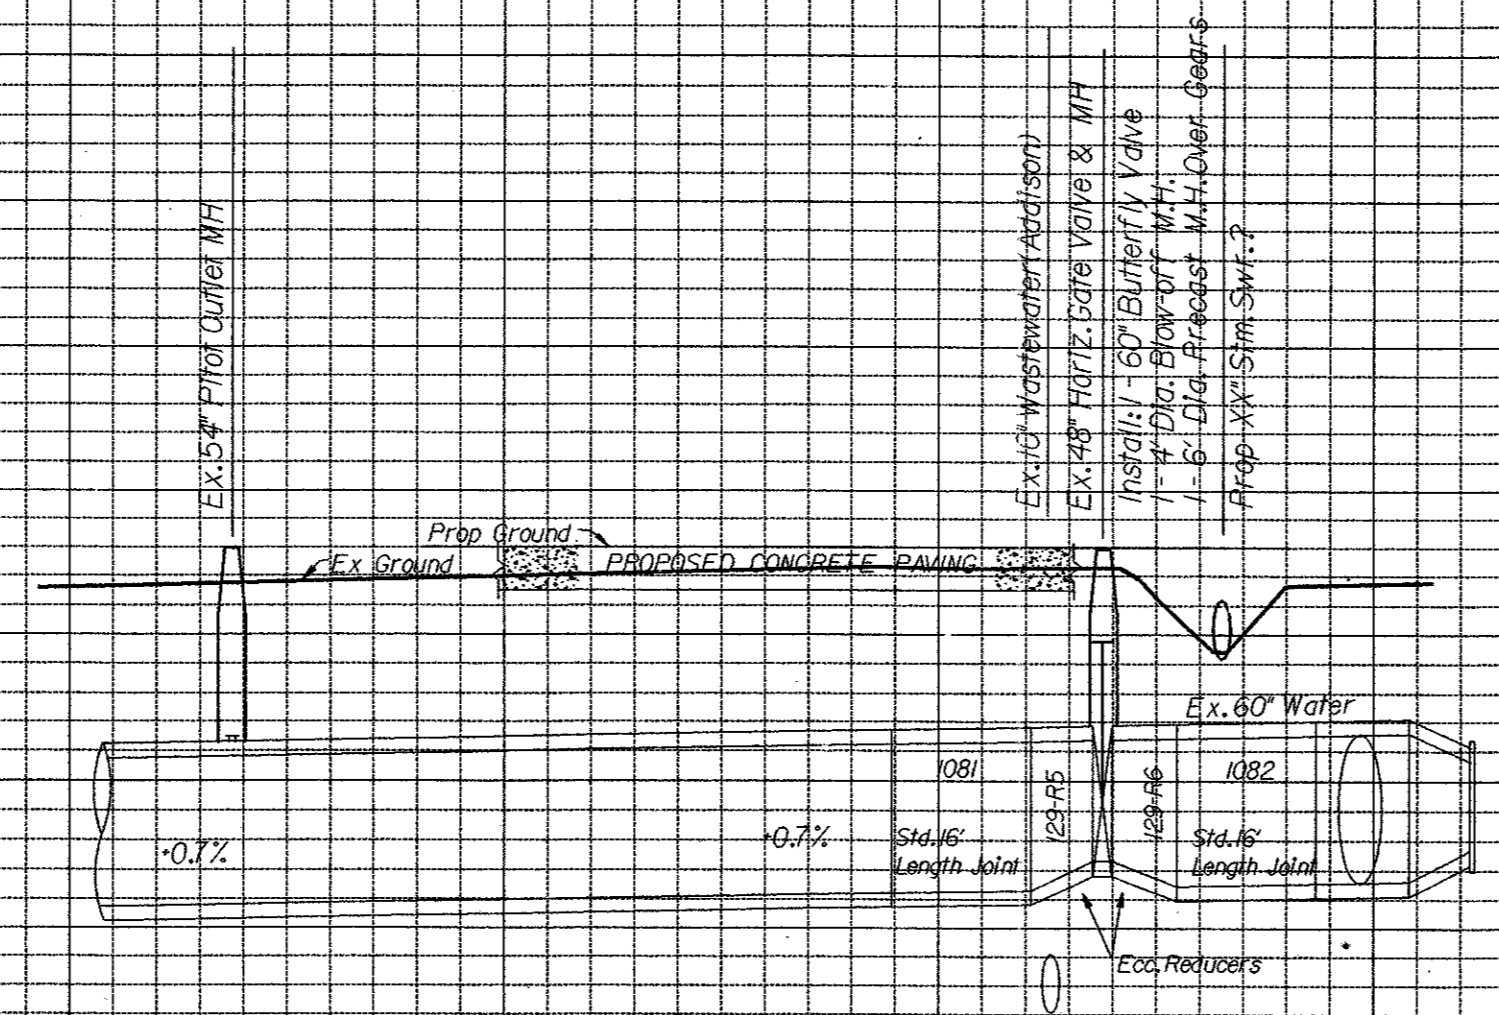 Ex. 54" Pitot Outlet MH
Ex. 10" Wastewater (Addison)
Ex. 48" Horiz. Gate Valve & MH
Install: 1 - 60" Butterfly Valve
1 - 4' Dia. Blow-off M.H.
1 - 6' Dia. Precast M.H. Over Gears
Prop XX" Stm. Swr. ?
Prop Ground
Ex Ground
PROPOSED CONCRETE PAVING
Ex. 60" Water
1081
129-R5
129-R6
1082
+0.7%
+0.7%
Std. 16'
Length Joint
Std. 16'
Length Joint
Ecc. Reducers